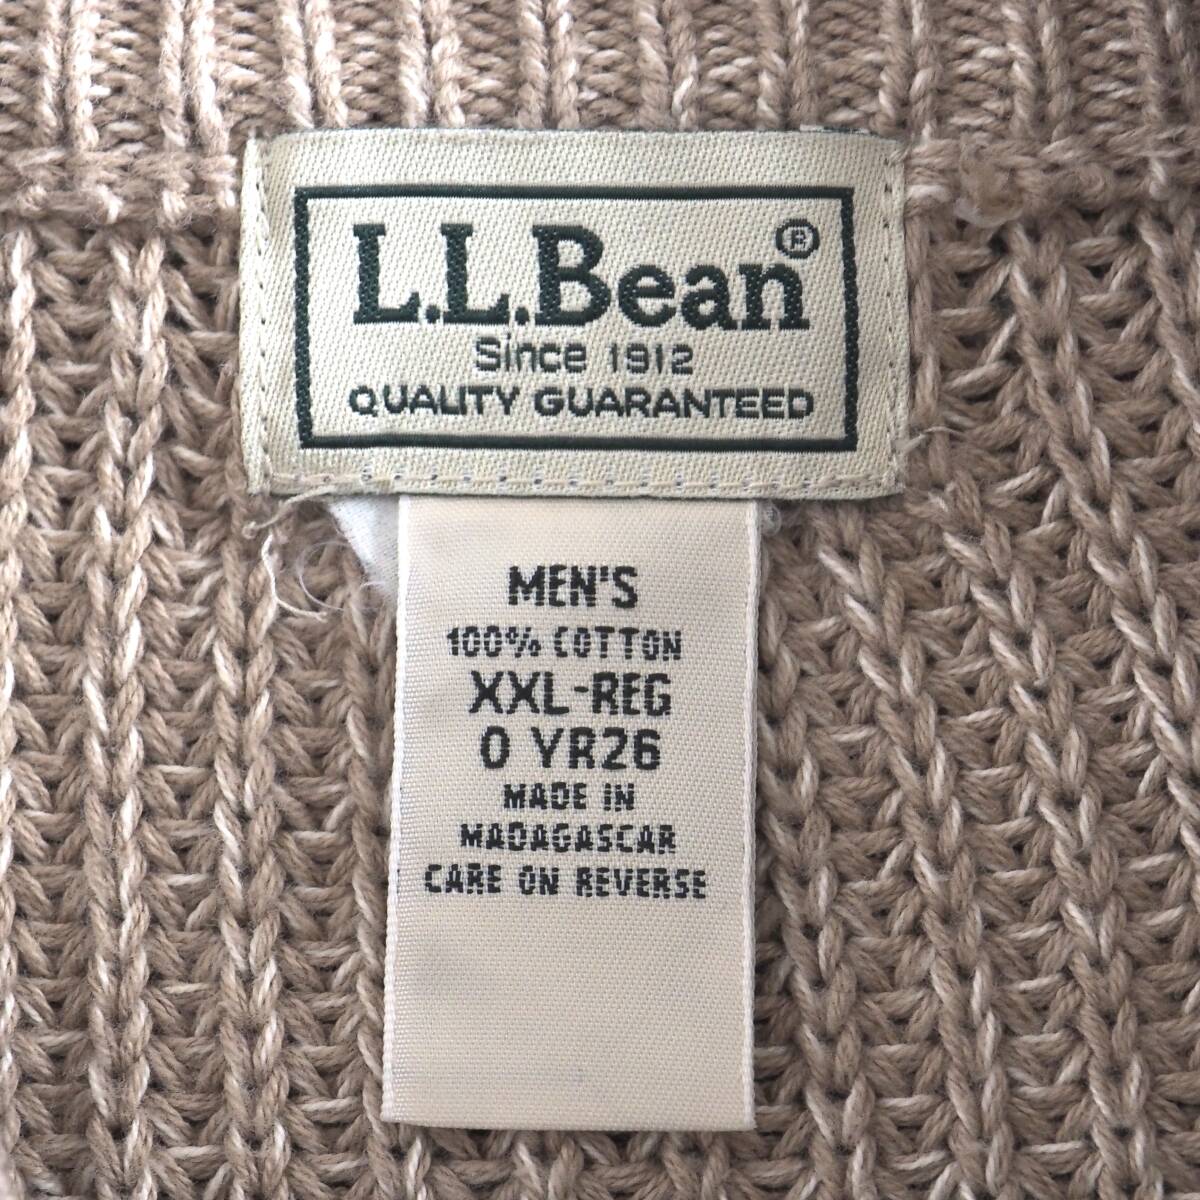 L.L.Bean®
Since 1912
QUALITY GUARANTEED
MEN'S
100% COTTON
XXL-REG
0 YR26
MADE IN
MADAGASCAR
CARE ON REVERSE